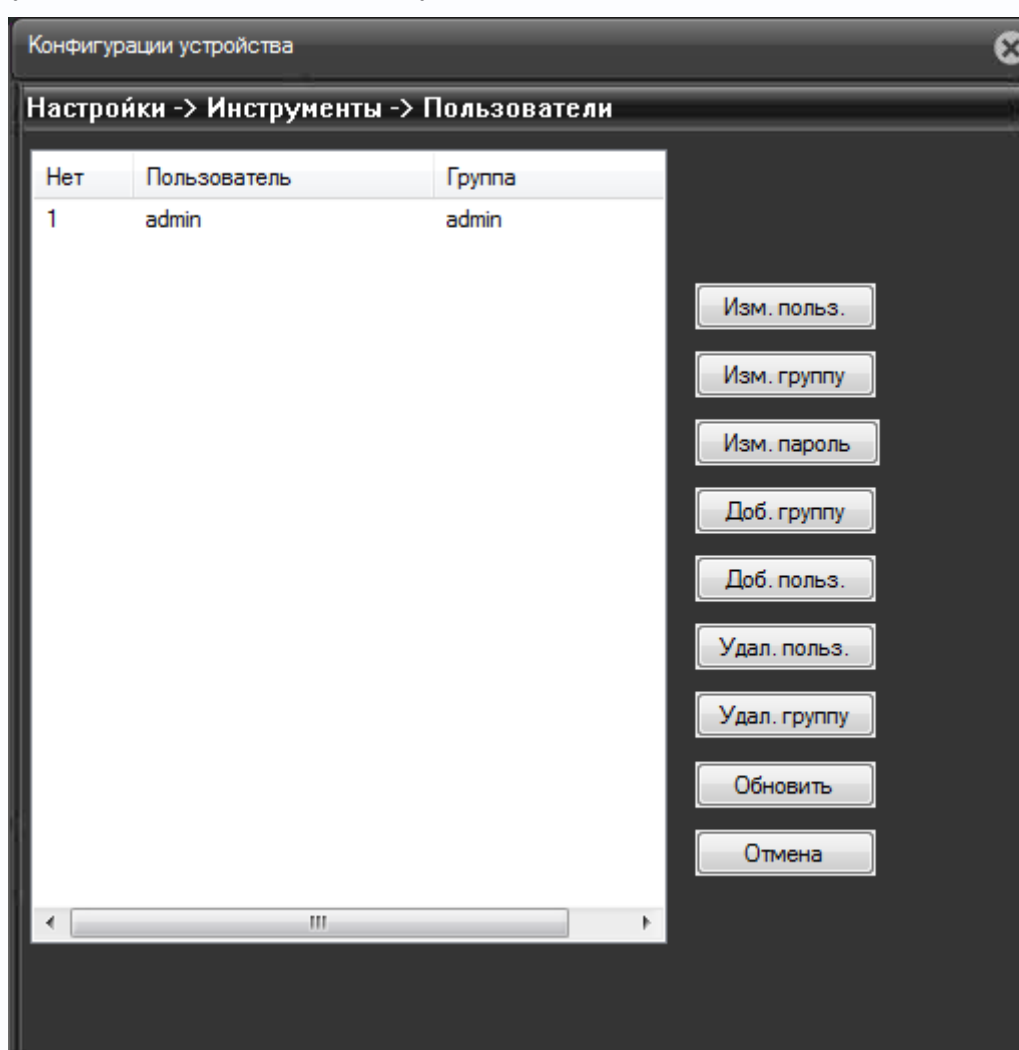 Конфигурации устройства
Настройки -> Инструменты -> Пользователи
Нет Пользователь Группа
1 admin admin
Изм. польз.
Изм. группу
Изм. пароль
Доб. группу
Доб. польз.
Удал. польз.
Удал. группу
Обновить
Отмена